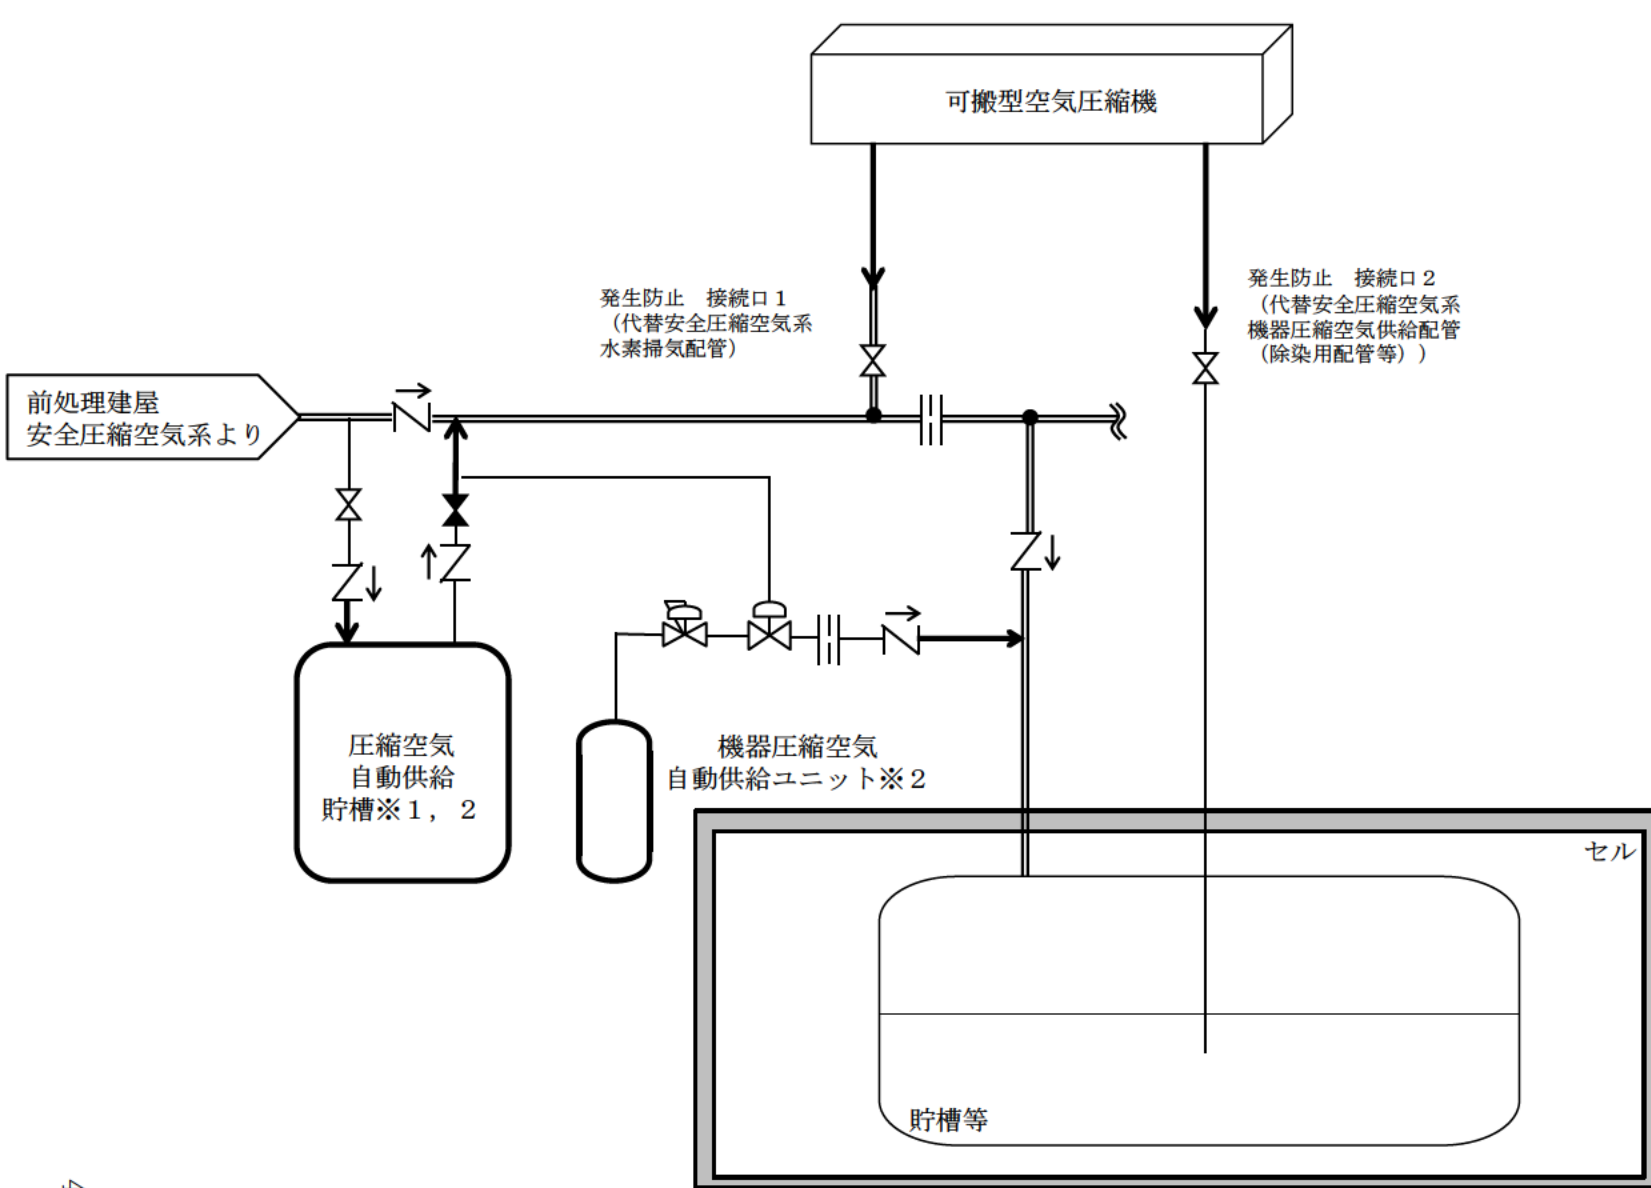 可搬型空気圧縮機
発生防止　接続口１
（代替安全圧縮空気系
水素掃気配管）
発生防止　接続口２
（代替安全圧縮空気系
機器圧縮空気供給配管
（除染用配管等））
前処理建屋
安全圧縮空気系より
圧縮空気
自動供給
貯槽※１，２
機器圧縮空気
自動供給ユニット※２
セル
貯槽等